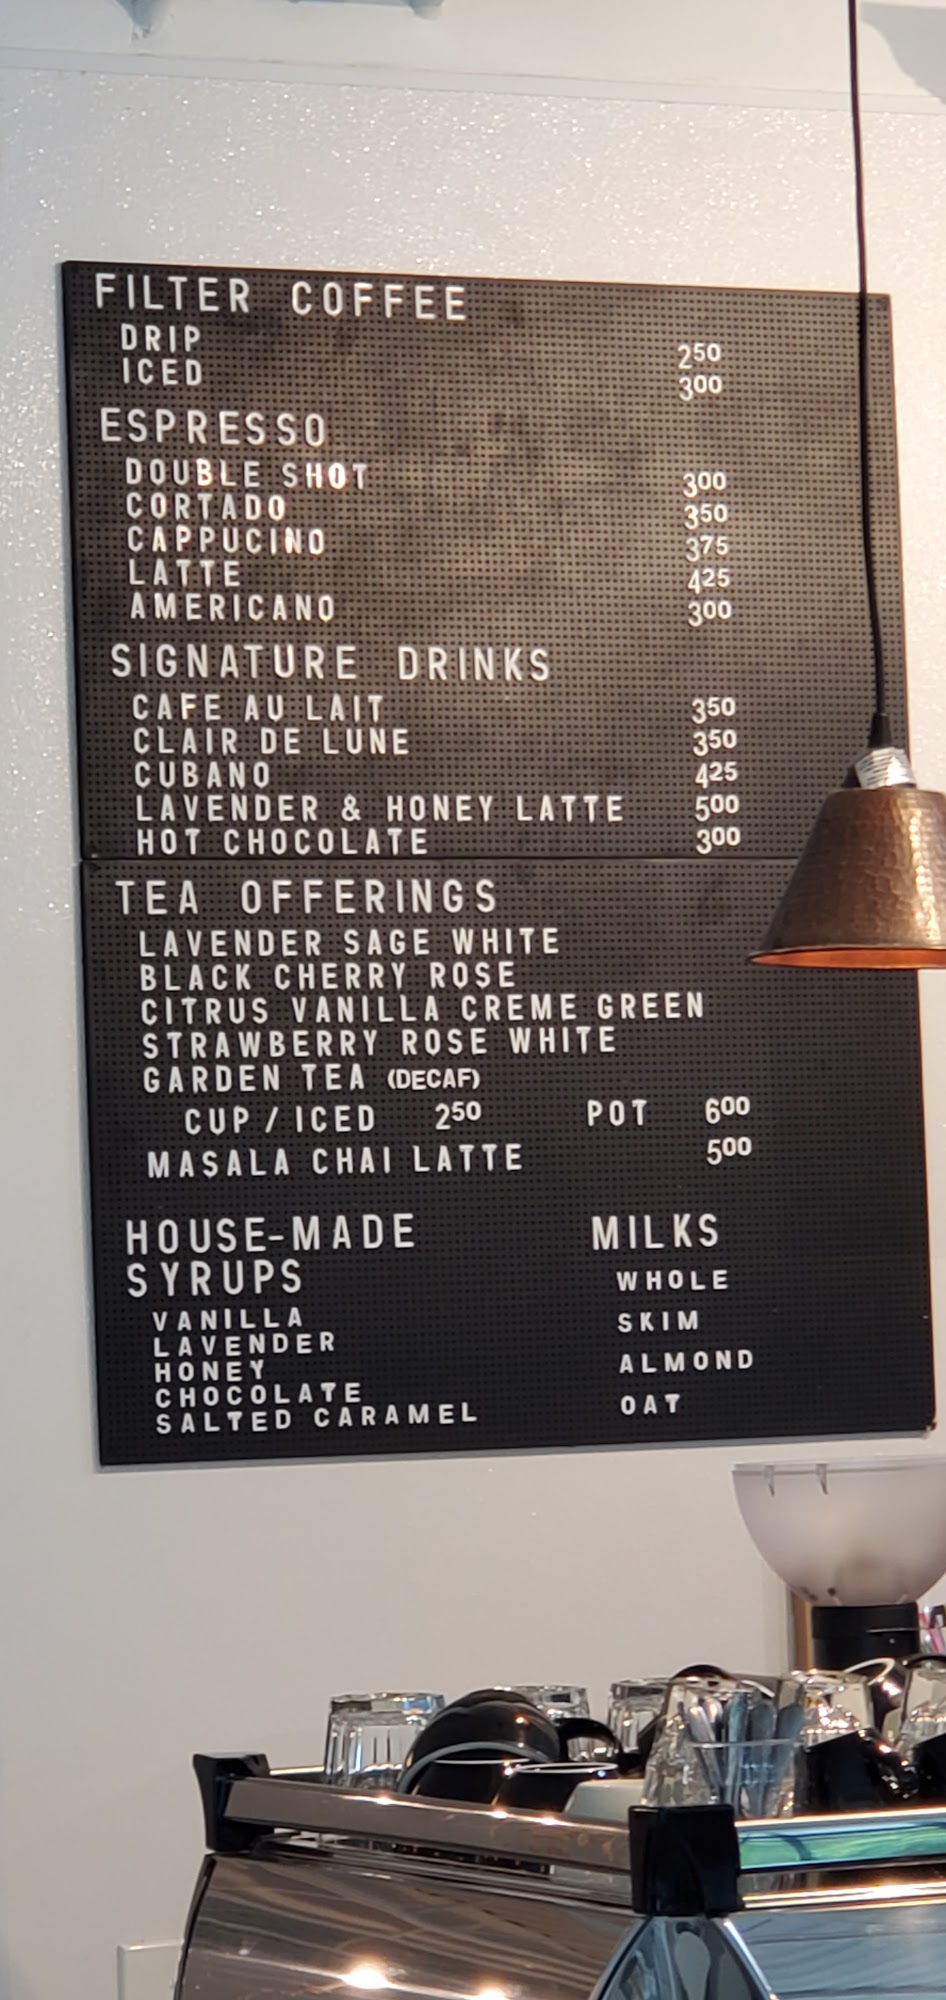 FILTER COFFEE
DRIP 250
ICED 300
ESPRESSO
DOUBLE SHOT 300
CORTADO 350
CAPPUCINO 375
LATTE 425
AMERICANO 300
SIGNATURE DRINKS
CAFE AU LAIT 350
CLAIR DE LUNE 350
CUBANO 425
LAVENDER & HONEY LATTE 500
HOT CHOCOLATE 300
TEA OFFERINGS
LAVENDER SAGE WHITE
BLACK CHERRY ROSE
CITRUS VANILLA CREME GREEN
STRAWBERRY ROSE WHITE
GARDEN TEA (DECAF)
CUP / ICED 250 POT 600
MASALA CHAI LATTE 500
HOUSE-MADE
SYRUPS
VANILLA
LAVENDER
HONEY
CHOCOLATE
SALTED CARAMEL
MILKS
WHOLE
SKIM
ALMOND
OAT